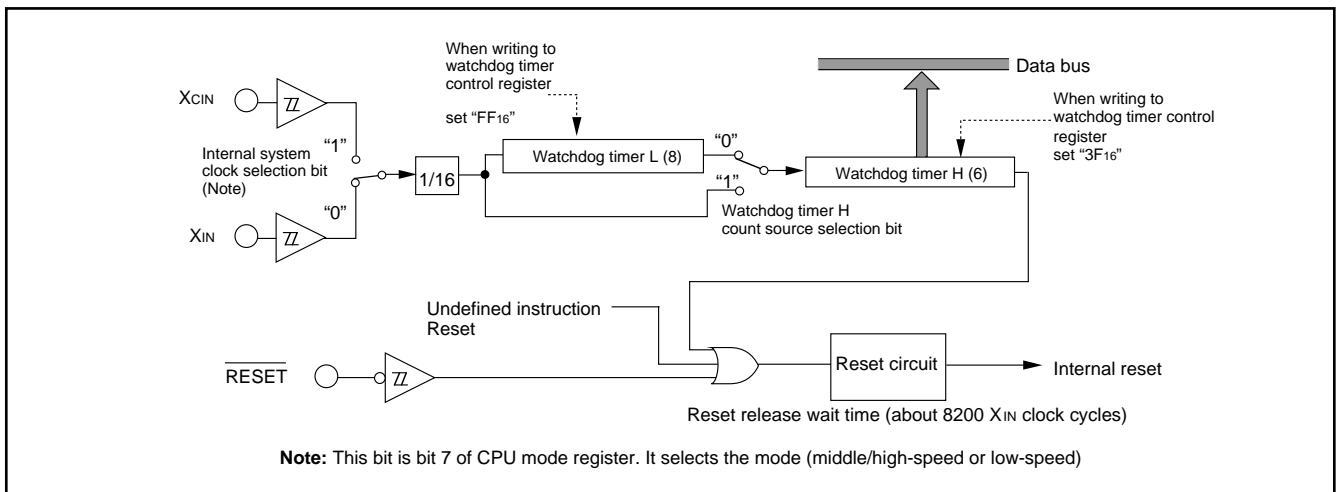 When writing to
watchdog timer
control register
set “FF16”
Data bus
When writing to
watchdog timer control
register
set “3F16”
XCIN
“1”
Internal system
clock selection bit
(Note)
“0”
XIN
1/16
Watchdog timer L (8)
“0”
“1”
Watchdog timer H
count source selection bit
Watchdog timer H (6)
Undefined instruction
Reset
RESET
Reset circuit
Internal reset
Reset release wait time (about 8200 XIN clock cycles)
Note: This bit is bit 7 of CPU mode register. It selects the mode (middle/high-speed or low-speed)